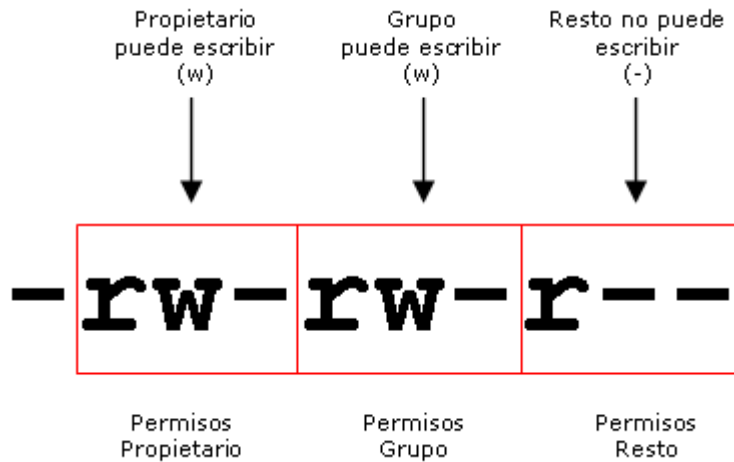 Propietario
puede escribir
(w)
Grupo
puede escribir
(w)
Resto no puede
escribir
(-)
-rw-rw-r--
Permisos
Propietario
Permisos
Grupo
Permisos
Resto